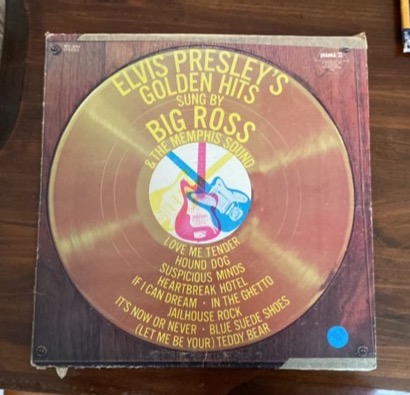 ELVIS PRESLEY'S
GOLDEN HITS
SUNG BY
BIG ROSS
& THE MEMPHIS SOUND
LOVE ME TENDER
HOUND DOG
SUSPICIOUS MINDS
HEARTBREAK HOTEL
IF I CAN DREAM · IN THE GHETTO
JAILHOUSE ROCK
IT'S NOW OR NEVER · BLUE SUEDE SHOES
(LET ME BE YOUR) TEDDY BEAR